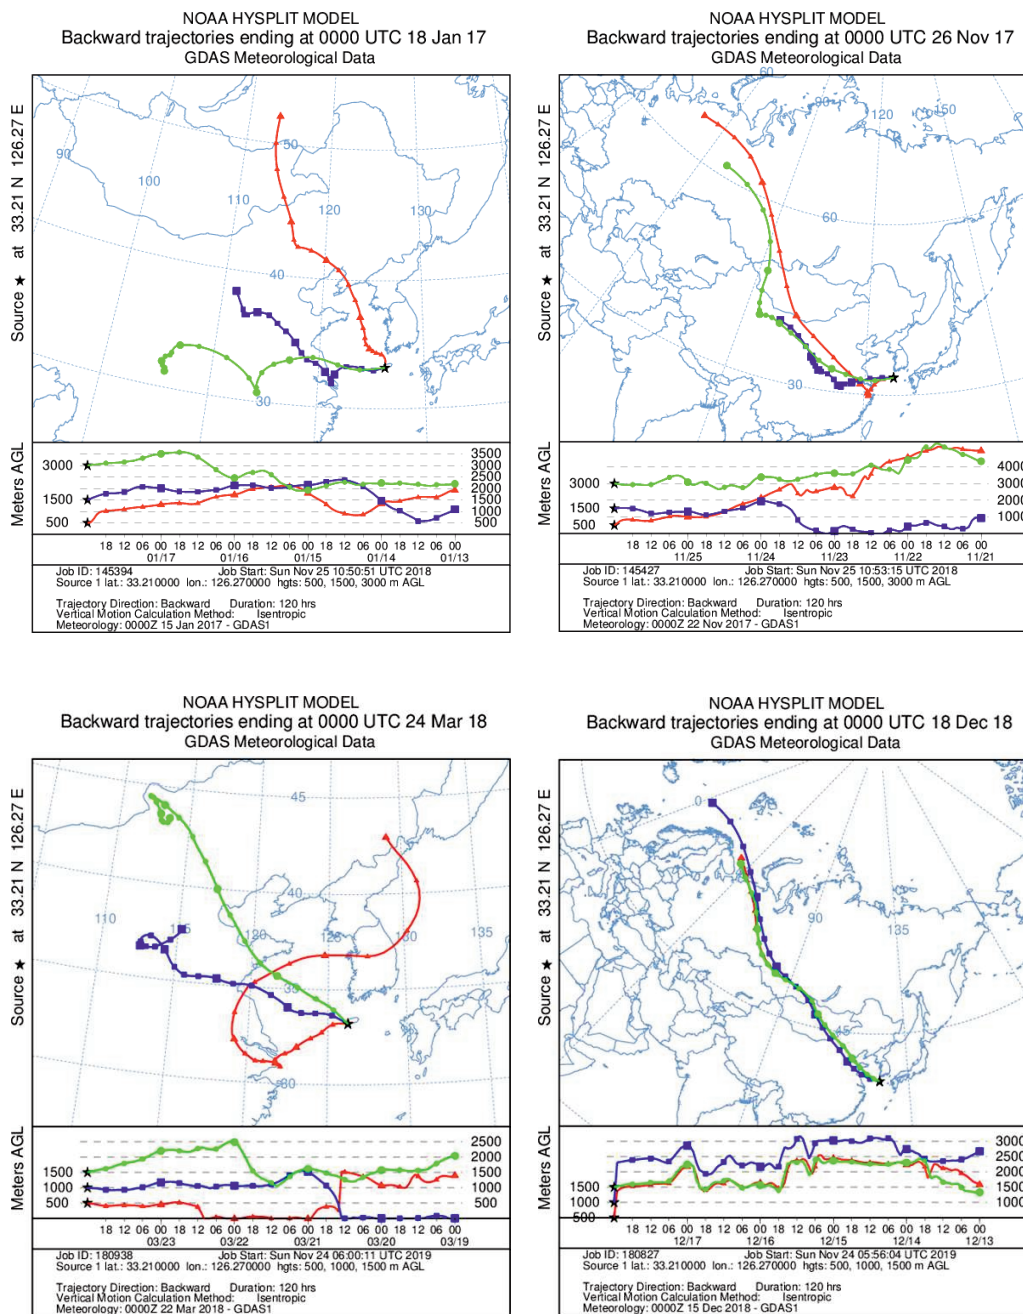 NOAA HYSPLIT MODEL
Backward trajectories ending at 0000 UTC 18 Jan 17
GDAS Meteorological Data
Source ★ at 33.21 N 126.27 E
90
100
110
120
130
50
40
30
Meters AGL
3000
1500
500
3500
3000
2500
2000
1500
1000
500
18 12 06 00 18 12 06 00 18 12 06 00 18 12 06 00 18 12 06 00
01/17 01/16 01/15 01/14 01/13
Job ID: 145394 Job Start: Sun Nov 25 10:50:51 UTC 2018
Source 1 lat.: 33.210000 lon.: 126.270000 hgts: 500, 1500, 3000 m AGL
Trajectory Direction: Backward Duration: 120 hrs
Vertical Motion Calculation Method: Isentropic
Meteorology: 0000Z 15 Jan 2017 - GDAS1
NOAA HYSPLIT MODEL
Backward trajectories ending at 0000 UTC 26 Nov 17
GDAS Meteorological Data
Source ★ at 33.21 N 126.27 E
60
90
120
150
60
30
Meters AGL
3000
1500
500
4000
3000
2000
1000
18 12 06 00 18 12 06 00 18 12 06 00 18 12 06 00 18 12 06 00
11/25 11/24 11/23 11/22 11/21
Job ID: 145427 Job Start: Sun Nov 25 10:53:15 UTC 2018
Source 1 lat.: 33.210000 lon.: 126.270000 hgts: 500, 1500, 3000 m AGL
Trajectory Direction: Backward Duration: 120 hrs
Vertical Motion Calculation Method: Isentropic
Meteorology: 0000Z 22 Nov 2017 - GDAS1
NOAA HYSPLIT MODEL
Backward trajectories ending at 0000 UTC 24 Mar 18
GDAS Meteorological Data
Source ★ at 33.21 N 126.27 E
45
40
110
115
120
125
130
135
35
30
Meters AGL
1500
1000
500
2500
2000
1500
1000
500
18 12 06 00 18 12 06 00 18 12 06 00 18 12 06 00 18 12 06 00
03/23 03/22 03/21 03/20 03/19
Job ID: 180938 Job Start: Sun Nov 24 06:00:11 UTC 2019
Source 1 lat.: 33.210000 lon.: 126.270000 hgts: 500, 1000, 1500 m AGL
Trajectory Direction: Backward Duration: 120 hrs
Vertical Motion Calculation Method: Isentropic
Meteorology: 0000Z 22 Mar 2018 - GDAS1
NOAA HYSPLIT MODEL
Backward trajectories ending at 0000 UTC 18 Dec 18
GDAS Meteorological Data
Source ★ at 33.21 N 126.27 E
0
90
135
45
Meters AGL
1500
1000
500
3000
2500
2000
1500
1000
500
18 12 06 00 18 12 06 00 18 12 06 00 18 12 06 00 18 12 06 00
12/17 12/16 12/15 12/14 12/13
Job ID: 180827 Job Start: Sun Nov 24 05:56:04 UTC 2019
Source 1 lat.: 33.210000 lon.: 126.270000 hgts: 500, 1000, 1500 m AGL
Trajectory Direction: Backward Duration: 120 hrs
Vertical Motion Calculation Method: Isentropic
Meteorology: 0000Z 15 Dec 2018 - GDAS1